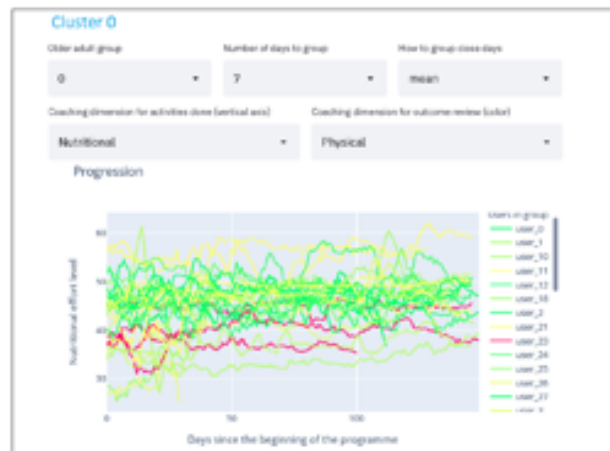 Cluster 0
Older adult group
Number of days to group
How to group close days
0
7
mean
Coaching dimension for activities done (vertical axis)
Coaching dimension for outcome review (color)
Nutritional
Physical
Progression
Users in group
user_0
user_1
user_10
user_11
user_12
user_18
user_2
user_21
user_23
user_24
user_25
user_26
user_27
Nutritional effort level
60
50
40
30
0
50
100
Days since the beginning of the programme